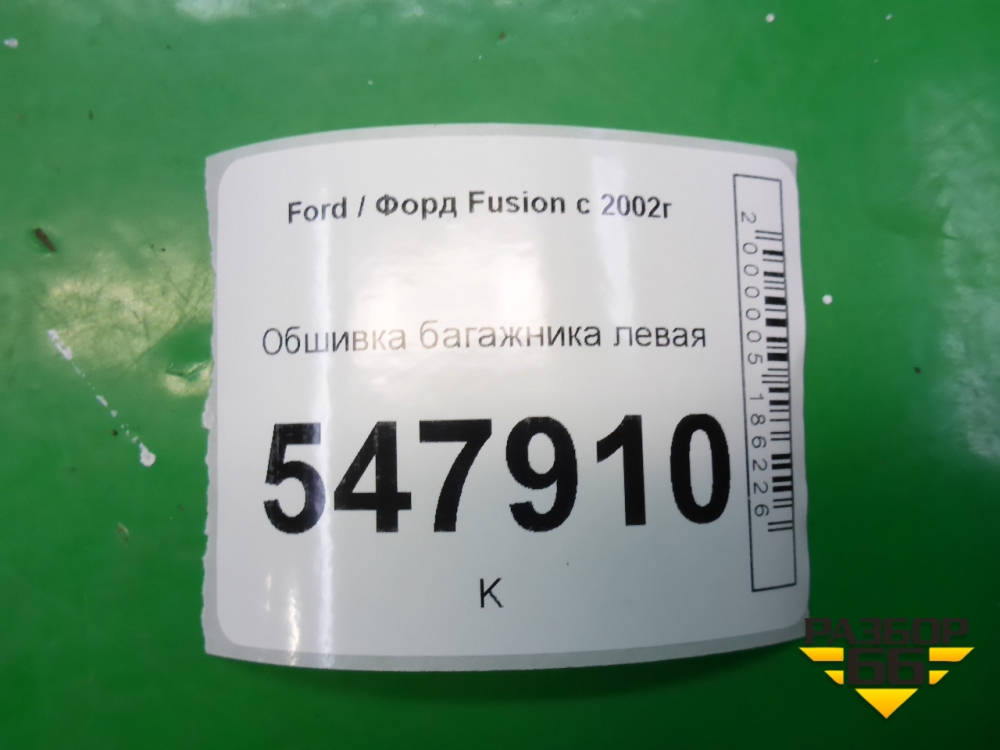 Ford / Форд Fusion с 2002г
Обшивка багажника левая
547910
К
2000005186226
РАЗБОР
66